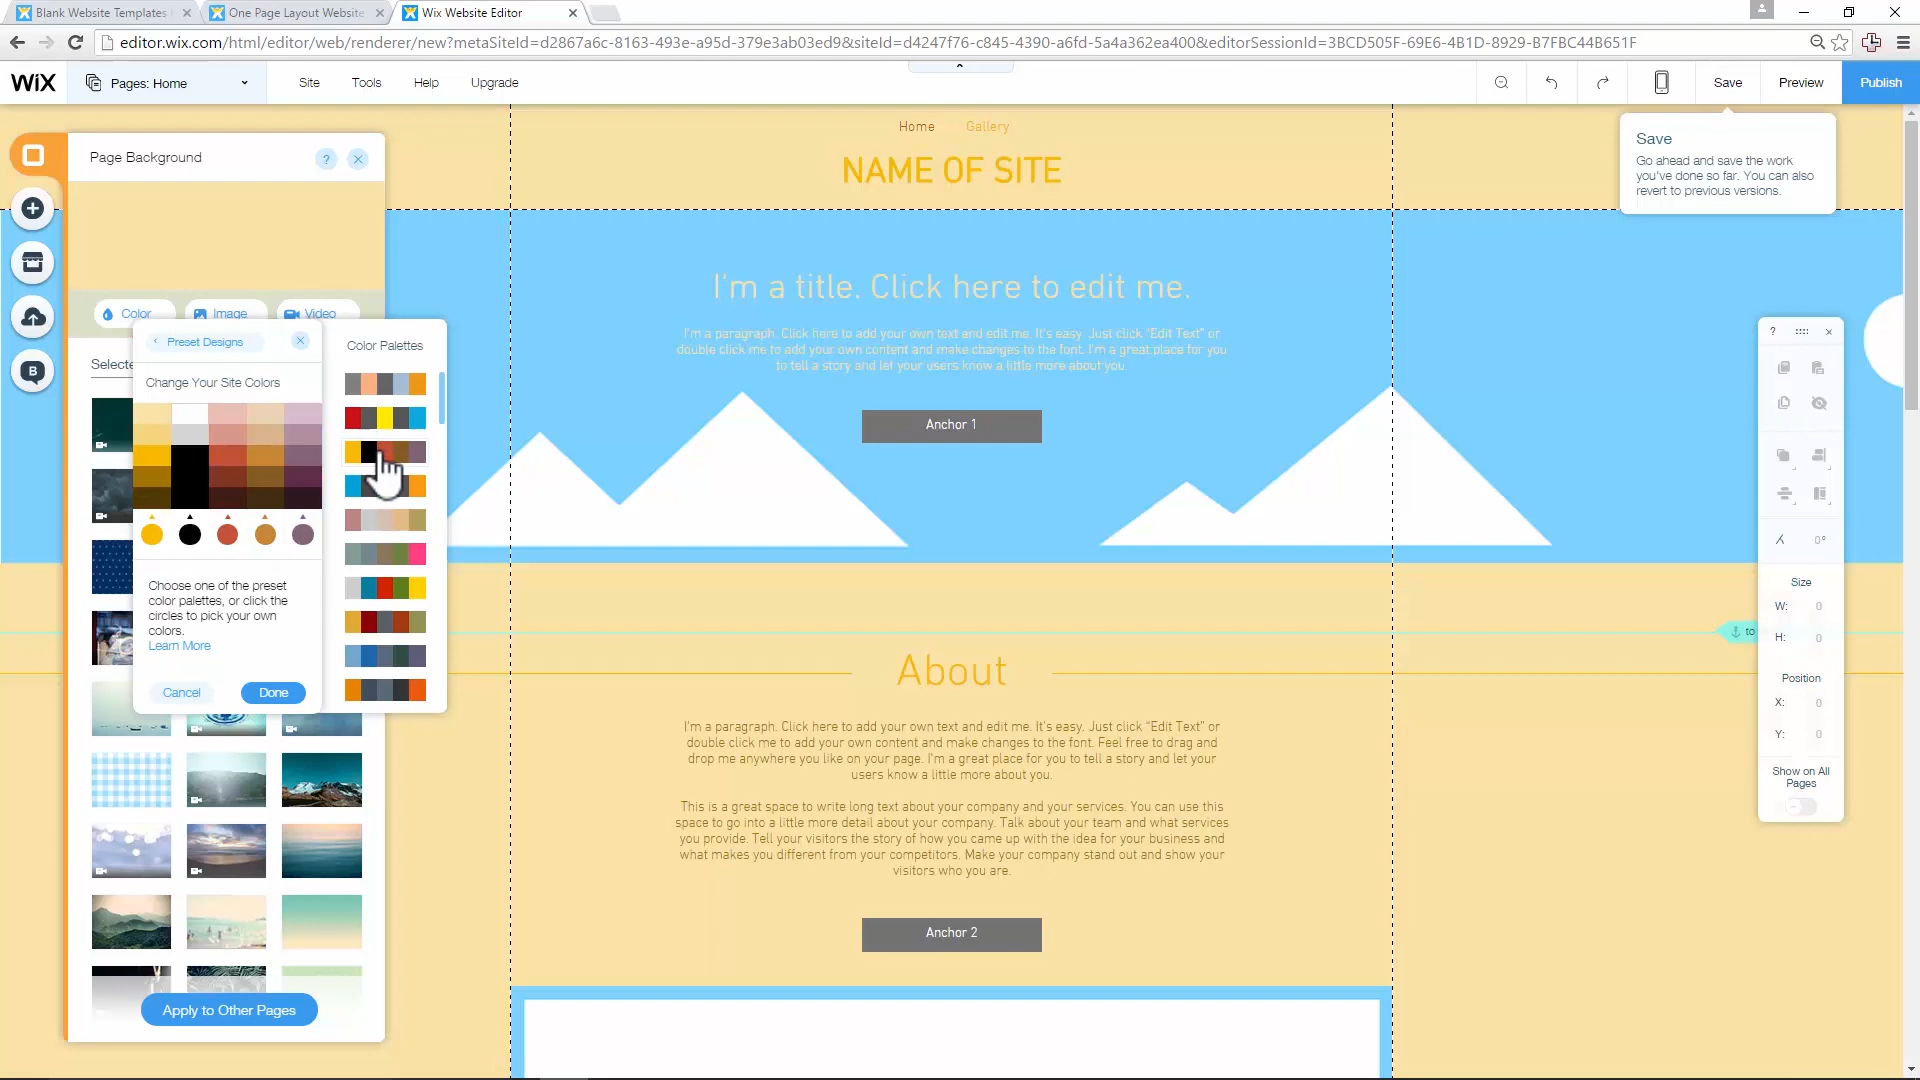 Blank Website Templates
One Page Layout Website
Wix Website Editor
editor.wix.com/html/editor/web/renderer/new?metaSiteId=d2867a6c-8163-493e-a95d-379e3ab03ed9&siteId=d4247f76-c845-4390-a6fd-5a4a362ea400&editorSessionId=3BCD505F-69E6-4B1D-8929-B7FBC44B651F
WiX
Pages: Home
Site
Tools
Help
Upgrade
Save
Preview
Publish
Save
Go ahead and save the work
you've done so far. You can also
revert to previous versions.
Page Background
?
Color
Image
Video
Preset Designs
Change Your Site Colors
Choose one of the preset
color palettes, or click the
circles to pick your own
colors.
Learn More
Cancel
Done
Color Palettes
Apply to Other Pages
B
Home
Gallery
NAME OF SITE
I'm a title. Click here to edit me.
I'm a paragraph. Click here to add your own text and edit me. It's easy. Just click "Edit Text" or
double click me to add your own content and make changes to the font. I'm a great place for you
to tell a story and let your users know a little more about you.
Anchor 1
About
I'm a paragraph. Click here to add your own text and edit me. It's easy. Just click "Edit Text" or
double click me to add your own content and make changes to the font. Feel free to drag and
drop me anywhere you like on your page. I'm a great place for you to tell a story and let your
users know a little more about you.
This is a great space to write long text about your company and your services. You can use this
space to go into a little more detail about your company. Talk about your team and what services
you provide. Tell your visitors the story of how you came up with the idea for your business and
what makes you different from your competitors. Make your company stand out and show your
visitors who you are.
Anchor 2
to
?
0°
Size
W: 0
H: 0
Position
X: 0
Y: 0
Show on All
Pages